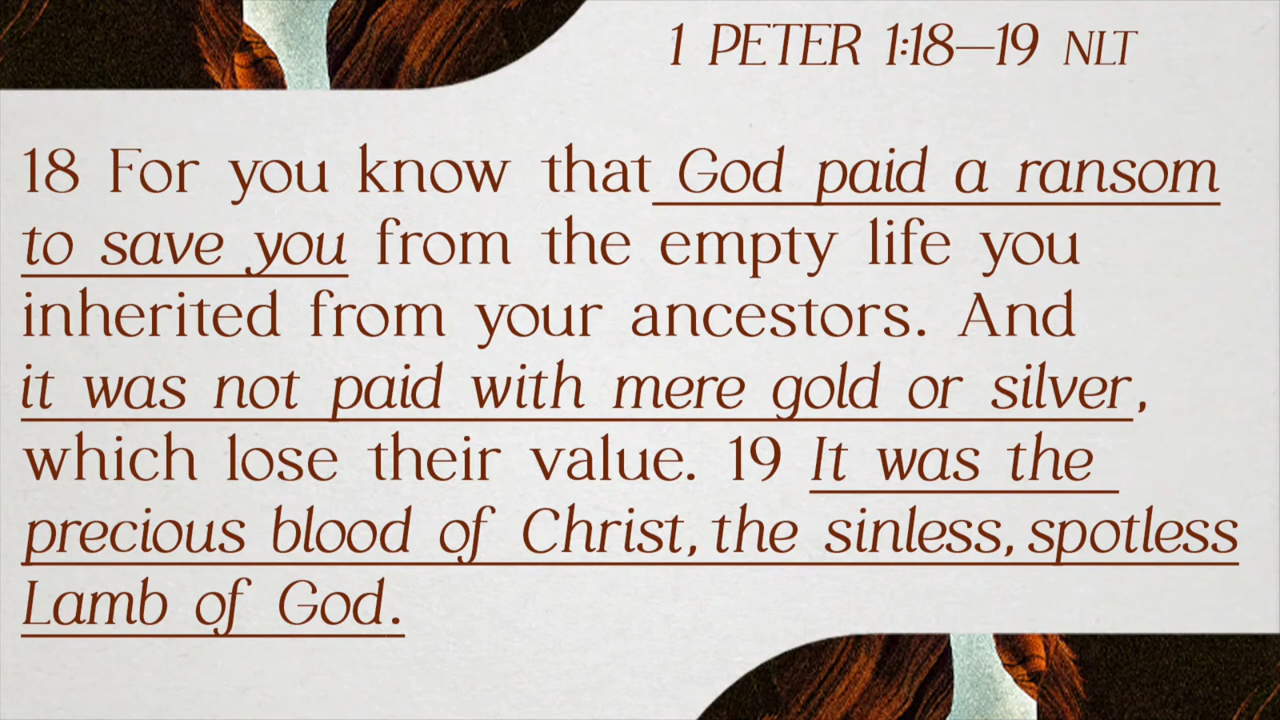 1 PETER 1:18—19 NLT
18 For you know that God paid a ransom
to save you from the empty life you
inherited from your ancestors. And
it was not paid with mere gold or silver,
which lose their value. 19 It was the
precious blood of Christ, the sinless, spotless
Lamb of God.